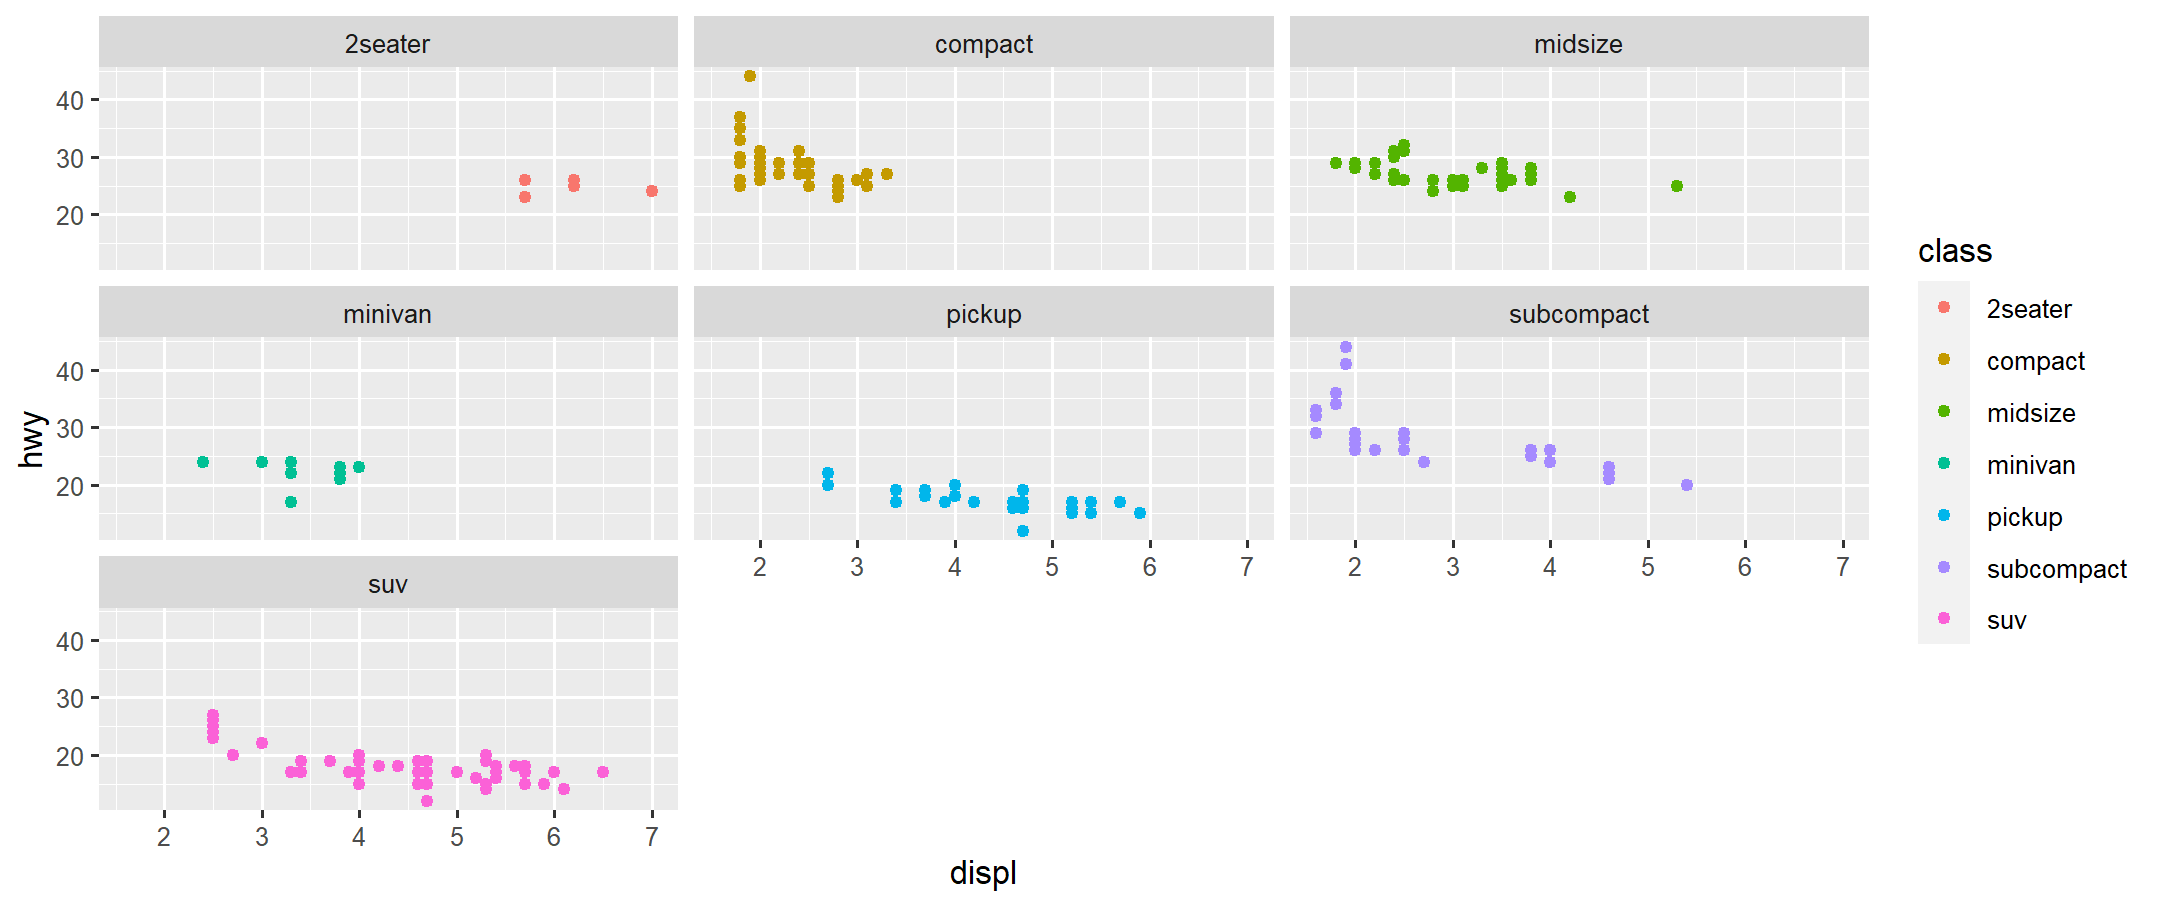 2seater
compact
midsize
40
30
20
minivan
pickup
subcompact
40
30
20
2 3 4 5 6 7
2 3 4 5 6 7
suv
40
30
20
2 3 4 5 6 7
displ
hwy
class
2seater
compact
midsize
minivan
pickup
subcompact
suv